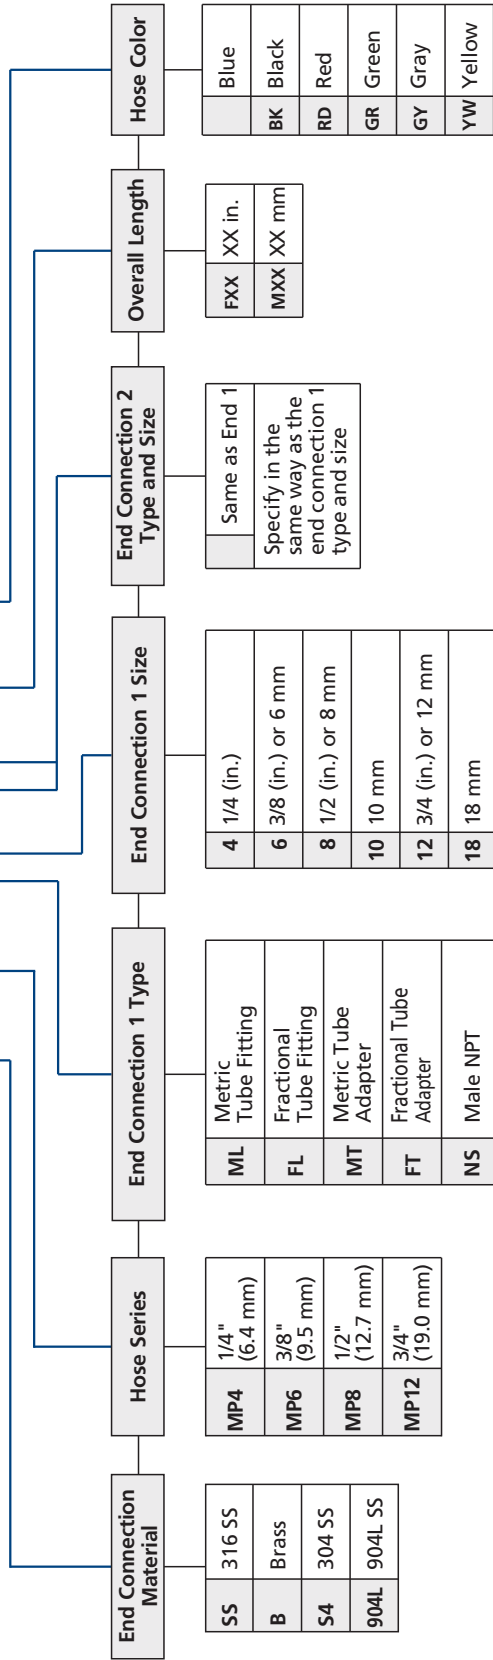 End Connection
Material
SS 316 SS
B Brass
S4 304 SS
904L 904L SS
Hose Series
MP4 1/4"
(6.4 mm)
MP6 3/8"
(9.5 mm)
MP8 1/2"
(12.7 mm)
MP12 3/4"
(19.0 mm)
End Connection 1 Type
ML Metric
Tube Fitting
FL Fractional
Tube Fitting
MT Metric Tube
Adapter
FT Fractional Tube
Adapter
NS Male NPT
End Connection 1 Size
4 1/4 (in.)
6 3/8 (in.) or 6 mm
8 1/2 (in.) or 8 mm
10 10 mm
12 3/4 (in.) or 12 mm
18 18 mm
End Connection 2
Type and Size
Same as End 1
Specify in the
same way as the
end connection 1
type and size
Overall Length
FXX XX in.
MXX XX mm
Hose Color
Blue
BK Black
RD Red
GR Green
GY Gray
YW Yellow